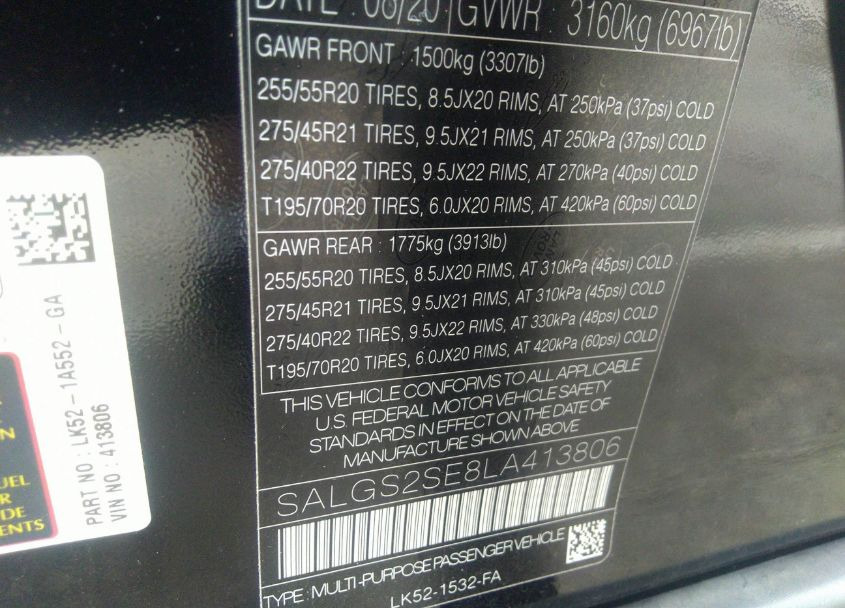 DATE : 06/20 GVWR : 3160kg (6967lb)
GAWR FRONT : 1500kg (3307lb)
255/55R20 TIRES, 8.5JX20 RIMS, AT 250kPa (37psi) COLD
275/45R21 TIRES, 9.5JX21 RIMS, AT 250kPa (37psi) COLD
275/40R22 TIRES, 9.5JX22 RIMS, AT 270kPa (40psi) COLD
T195/70R20 TIRES, 6.0JX20 RIMS, AT 420kPa (60psi) COLD
GAWR REAR : 1775kg (3913lb)
255/55R20 TIRES, 8.5JX20 RIMS, AT 310kPa (45psi) COLD
275/45R21 TIRES, 9.5JX21 RIMS, AT 310kPa (45psi) COLD
275/40R22 TIRES, 9.5JX22 RIMS, AT 330kPa (48psi) COLD
T195/70R20 TIRES, 6.0JX20 RIMS, AT 420kPa (60psi) COLD
THIS VEHICLE CONFORMS TO ALL APPLICABLE
U.S. FEDERAL MOTOR VEHICLE SAFETY
STANDARDS IN EFFECT ON THE DATE OF
MANUFACTURE SHOWN ABOVE
SALGS2SE8LA413806
TYPE : MULTI-PURPOSE PASSENGER VEHICLE
LK52-1532-FA
PART NO : LK52 - 1A552 - GA
VIN NO : 413806